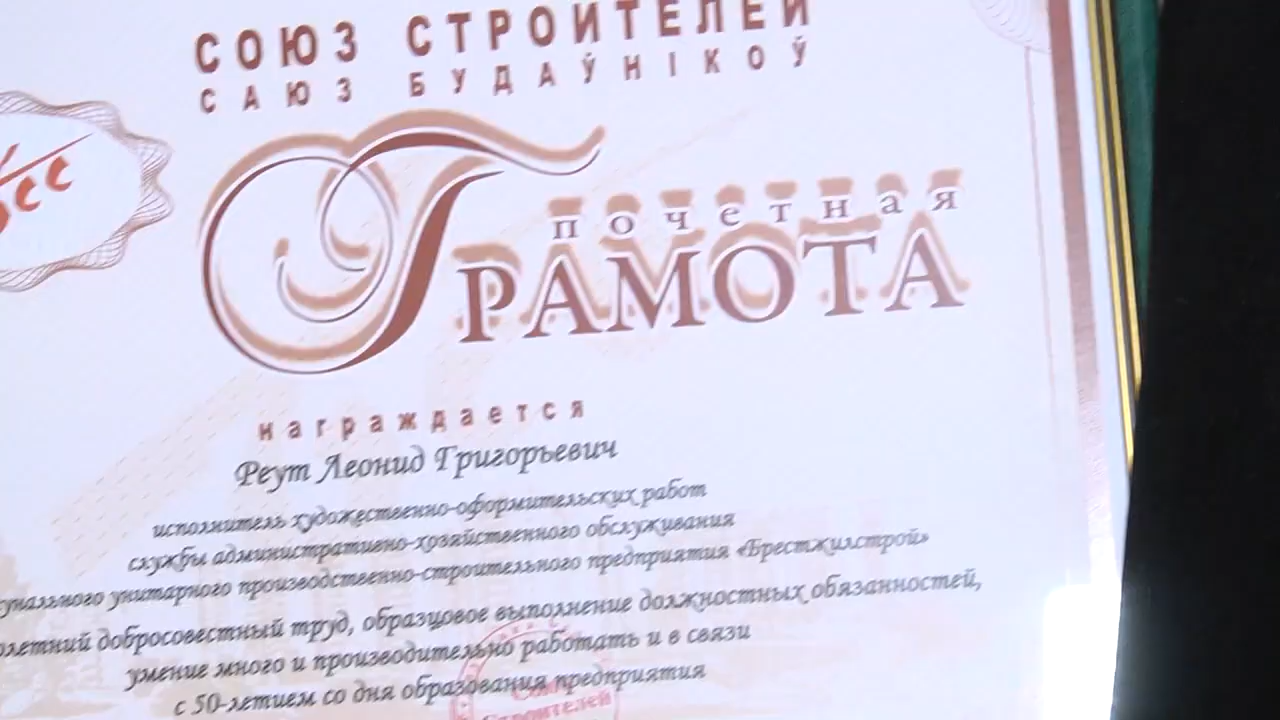 СОЮЗ СТРОИТЕЛЕЙ
САЮЗ БУДАЎНІКОЎ
почетная
ГРАМОТА
награждается
Реут Леонид Григорьевич
исполнитель художественно-оформительских работ
службы административно-хозяйственного обслуживания
унитарного производственно-строительного предприятия «Брестжилстрой»
добросовестный труд, образцовое выполнение должностных обязанностей,
умение много и производительно работать и в связи
с 50-летием со дня образования предприятия
Строителей